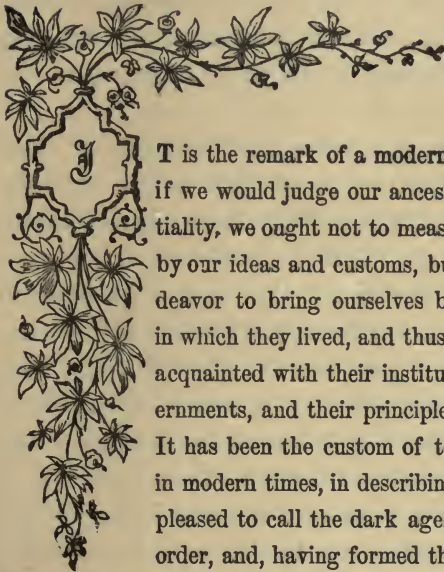 IT is the remark of a modern
if we would judge our ances
tiality, we ought not to meas
by our ideas and customs, bu
deavor to bring ourselves b
in which they lived, and thus
acquainted with their institu
ernments, and their principle
It has been the custom of t
in modern times, in describin
pleased to call the dark age
order, and, having formed th